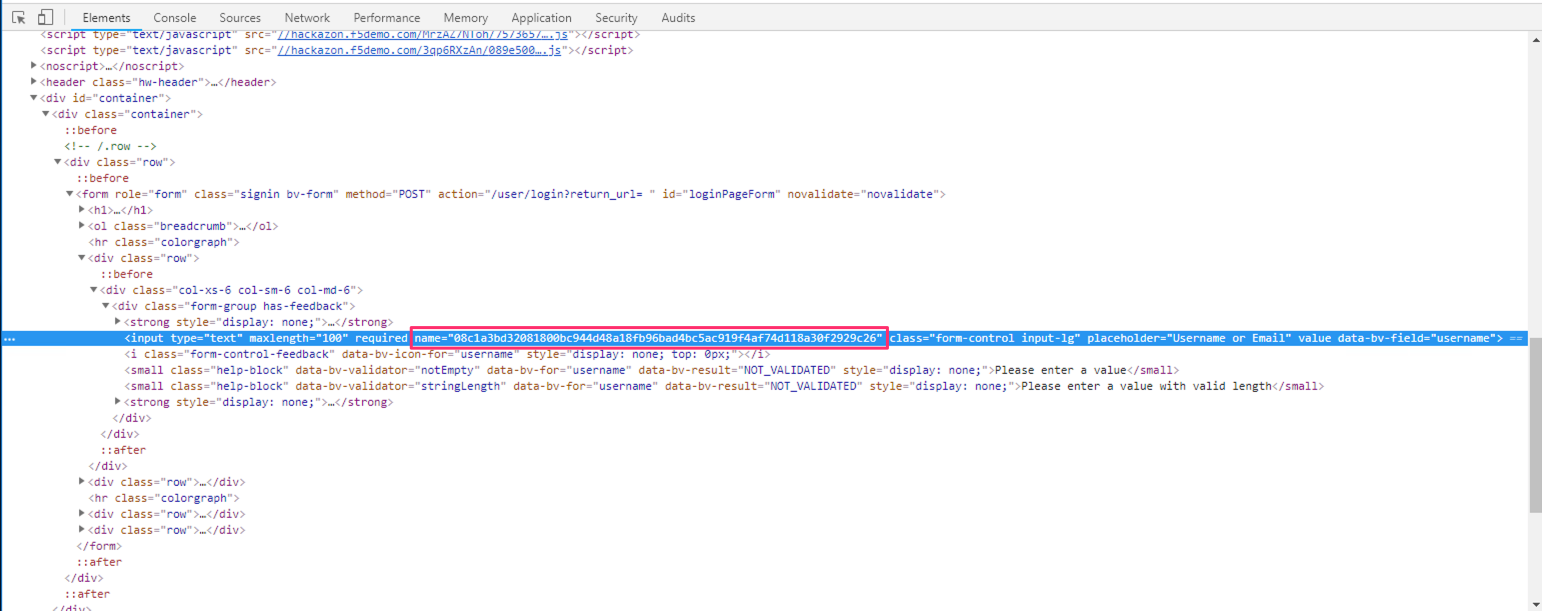 Elements Console Sources Network Performance Memory Application Security Audits
<script type="text/javascript" src="//hackazon.f5demo.com/MrzAZ7NToh/7573657….js"></script>
<script type="text/javascript" src="//hackazon.f5demo.com/3qp6RXzAn/089e500….js"></script>
<noscript>…</noscript>
<header class="hw-header">…</header>
<div id="container">
<div class="container">
::before
<!-- /.row -->
<div class="row">
::before
<form role="form" class="signin bv-form" method="POST" action="/user/login?return_url= " id="loginPageForm" novalidate="novalidate">
<h1>…</h1>
<ol class="breadcrumb">…</ol>
<hr class="colorgraph">
<div class="row">
::before
<div class="col-xs-6 col-sm-6 col-md-6">
<div class="form-group has-feedback">
<strong style="display: none;">…</strong>
… <input type="text" maxlength="100" required name="08c1a3bd32081800bc944d48a18fb96bad4bc5ac919f4af74d118a30f2929c26" class="form-control input-lg" placeholder="Username or Email" value data-bv-field="username"> ==
<i class="form-control-feedback" data-bv-icon-for="username" style="display: none; top: 0px;"></i>
<small class="help-block" data-bv-validator="notEmpty" data-bv-for="username" data-bv-result="NOT_VALIDATED" style="display: none;">Please enter a value</small>
<small class="help-block" data-bv-validator="stringLength" data-bv-for="username" data-bv-result="NOT_VALIDATED" style="display: none;">Please enter a value with valid length</small>
<strong style="display: none;">…</strong>
</div>
</div>
::after
</div>
<div class="row">…</div>
<hr class="colorgraph">
<div class="row">…</div>
<div class="row">…</div>
</form>
::after
</div>
::after
</div>